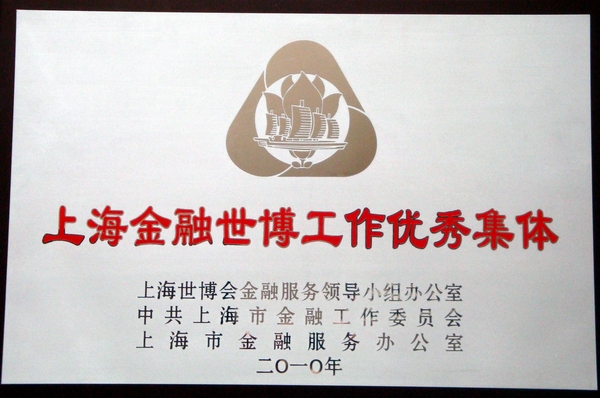 上海金融世博工作优秀集体
上海世博会金融服务领导小组办公室
中共上海市金融工作委员会
上海市金融服务办公室
二〇一〇年